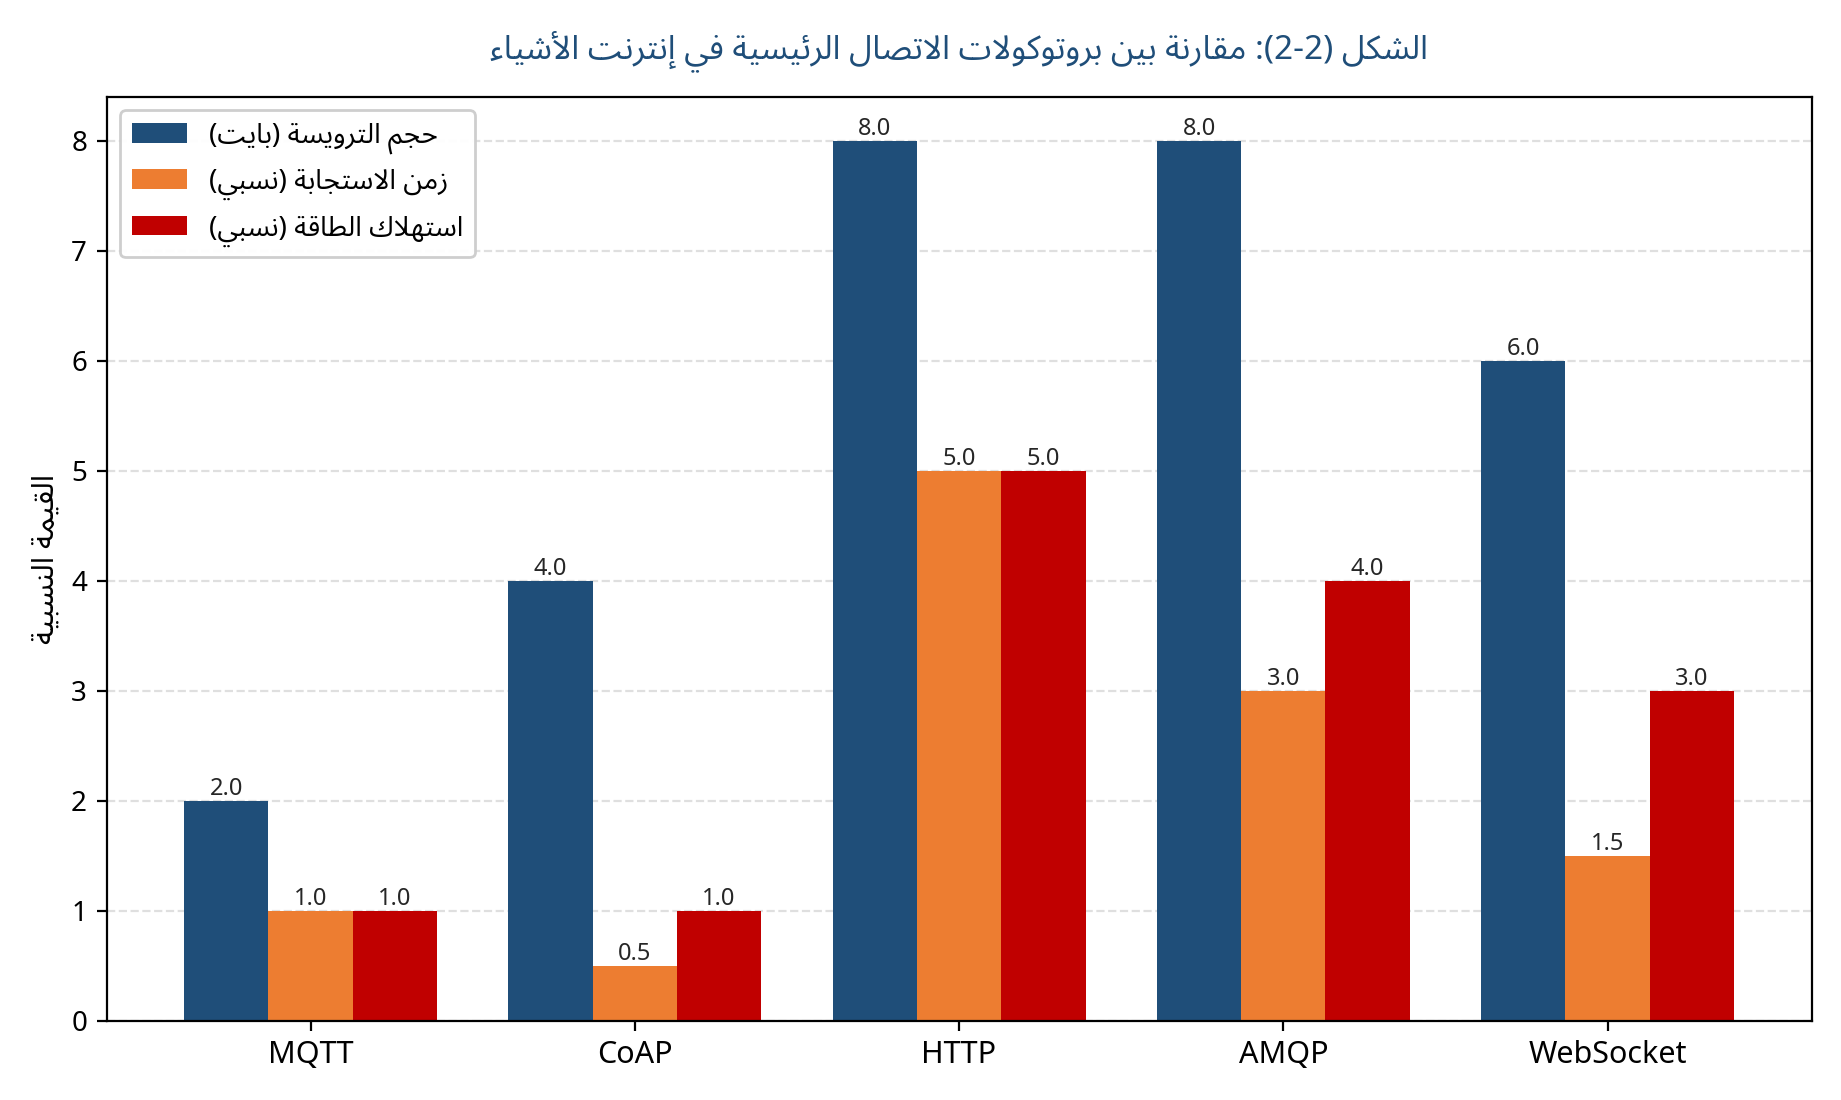 الشكل (2-2): مقارنة بين بروتوكولات الاتصال الرئيسية في إنترنت الأشياء
حجم الترويسة (بايت)
زمن الاستجابة (نسبي)
استهلاك الطاقة (نسبي)
القيمة النسبية
8
7
6
5
4
3
2
1
0
2.0
1.0
1.0
4.0
0.5
1.0
8.0
5.0
5.0
8.0
3.0
4.0
6.0
1.5
3.0
MQTT
CoAP
HTTP
AMQP
WebSocket